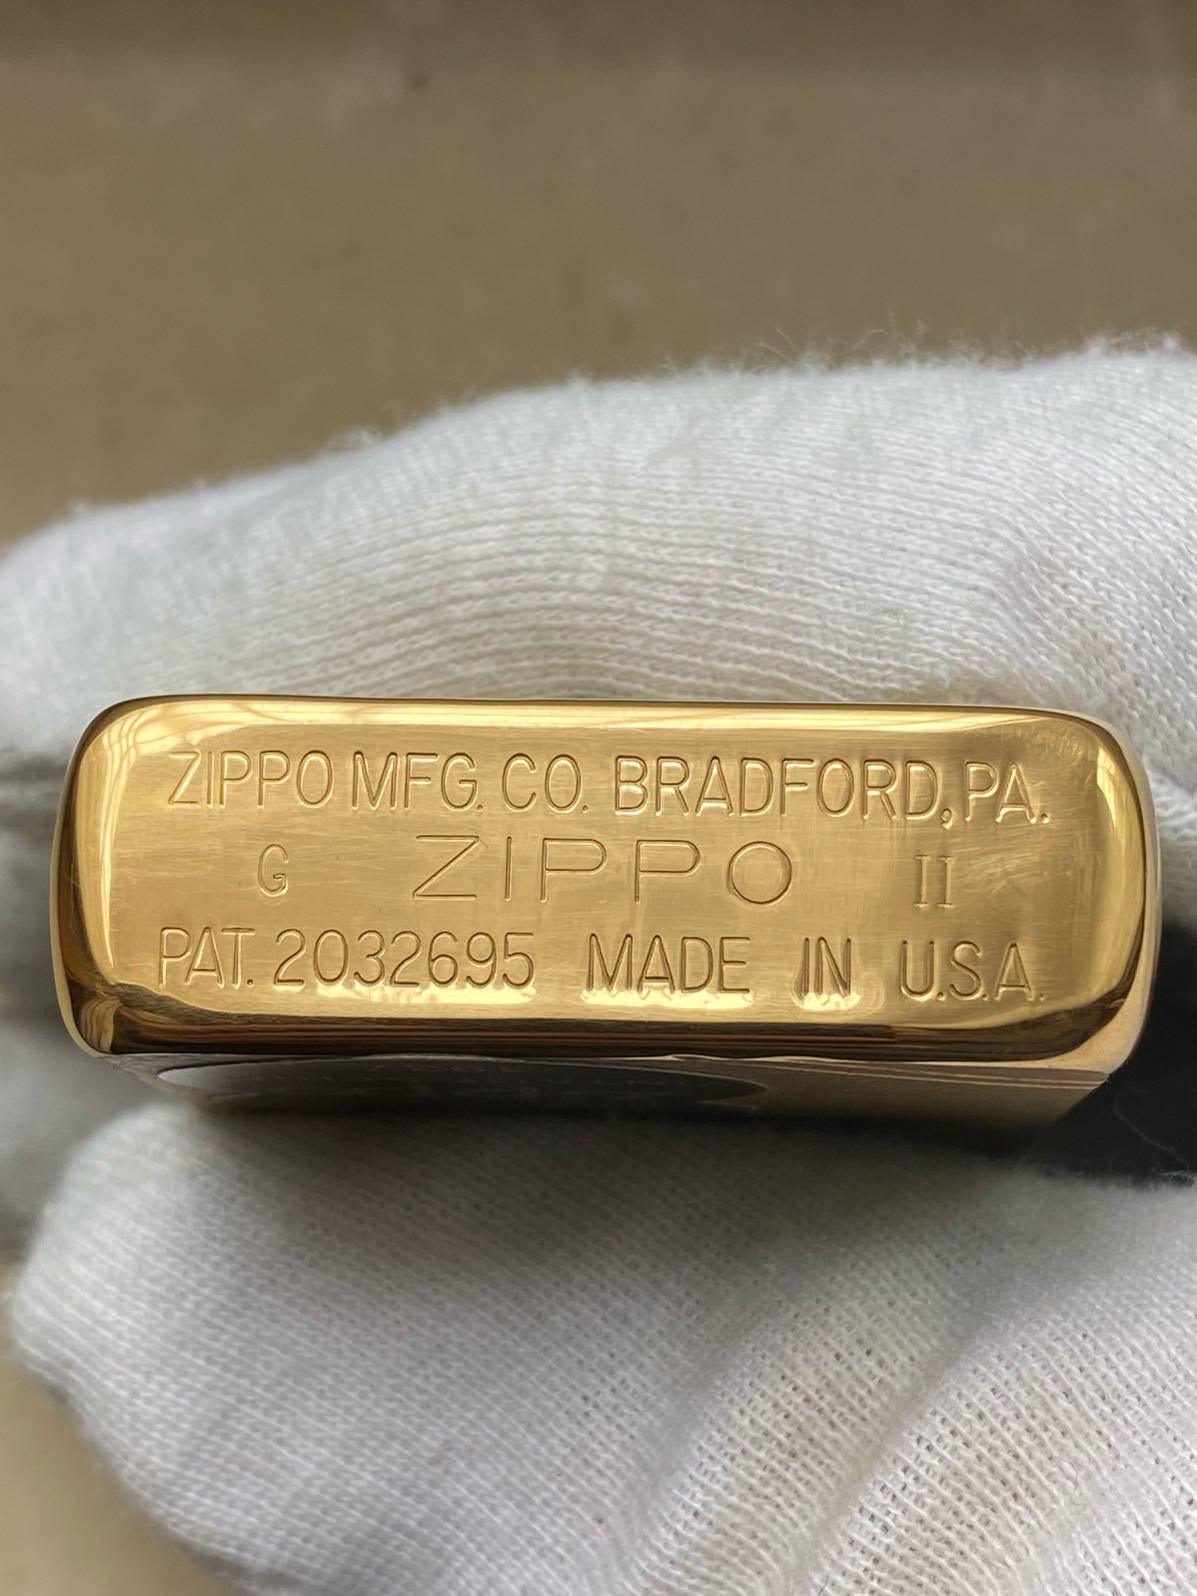 ZIPPO MFG. CO. BRADFORD, PA.
G ZIPPO II
PAT. 2032695 MADE IN U.S.A.